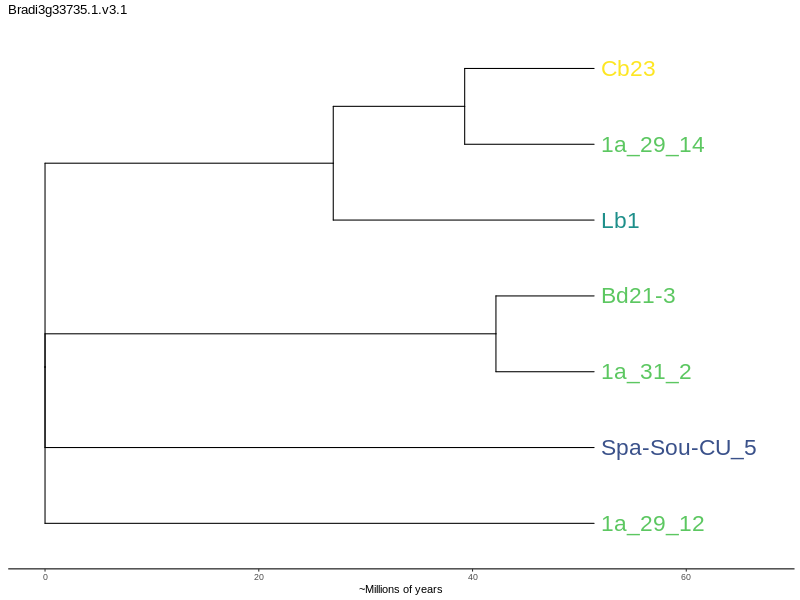 Bradi3g33735.1.v3.1
Cb23
1a_29_14
Lb1
Bd21-3
1a_31_2
Spa-Sou-CU_5
1a_29_12
0 20 40 60
~Millions of years